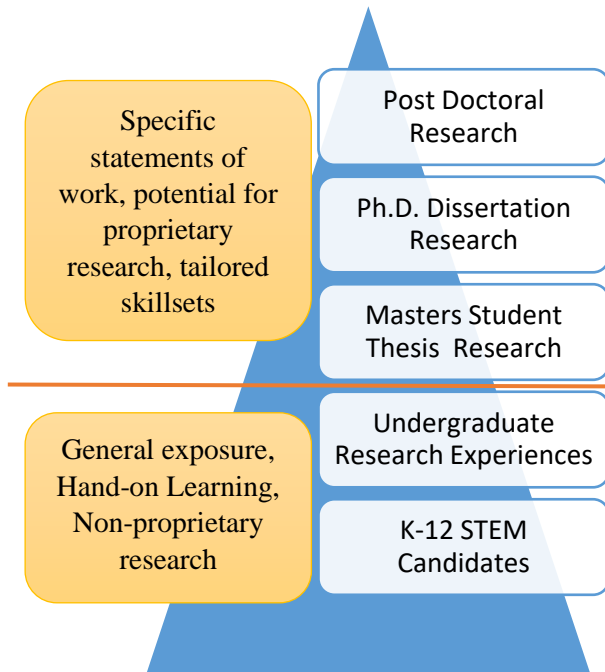 Specific
statements of
work, potential for
proprietary
research, tailored
skillsets
Post Doctoral
Research
Ph.D. Dissertation
Research
Masters Student
Thesis Research
General exposure,
Hand-on Learning,
Non-proprietary
research
Undergraduate
Research Experiences
K-12 STEM
Candidates